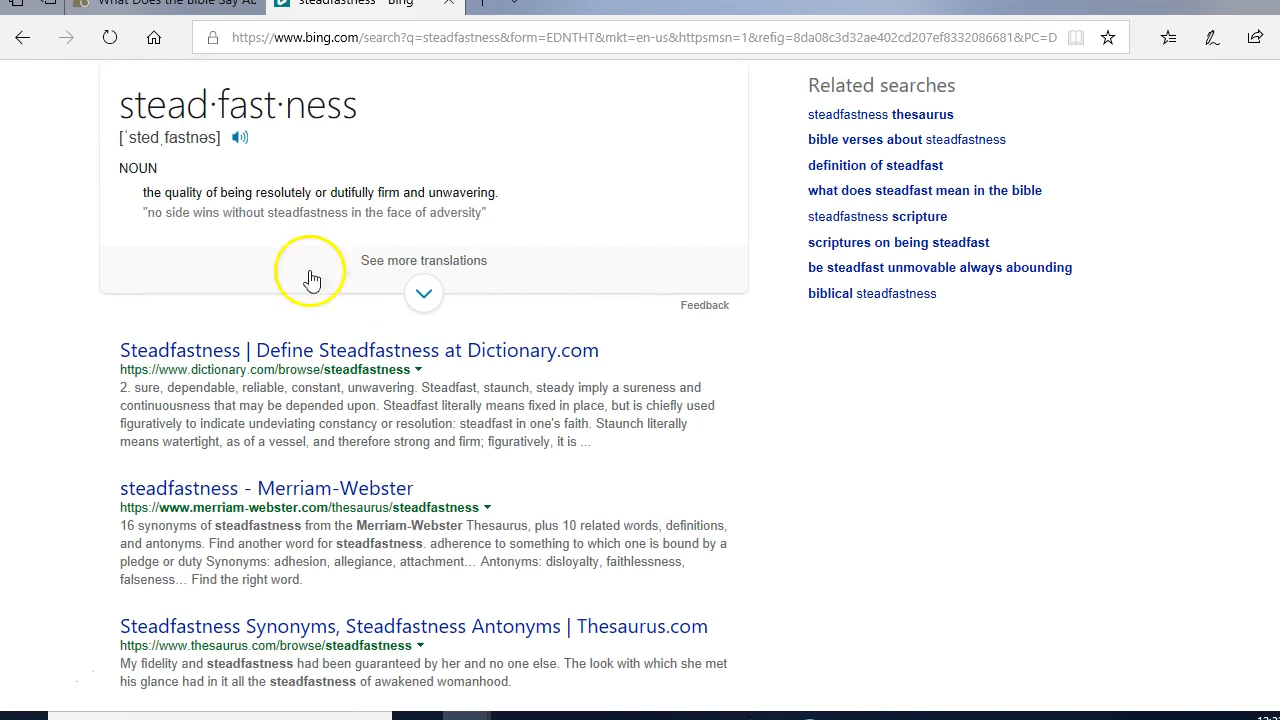 What Does the Bible Say Ab
steadfastness - Bing
https://www.bing.com/search?q=steadfastness&form=EDNTHT&mkt=en-us&httpsmsn=1&refig=8da08c3d32ae402cd207ef8332086681&PC=D
stead·fast·ness
[ˈstedˌfastnəs]
NOUN
the quality of being resolutely or dutifully firm and unwavering.
"no side wins without steadfastness in the face of adversity"
See more translations
Feedback
Steadfastness | Define Steadfastness at Dictionary.com
https://www.dictionary.com/browse/steadfastness
2. sure, dependable, reliable, constant, unwavering. Steadfast, staunch, steady imply a sureness and
continuousness that may be depended upon. Steadfast literally means fixed in place, but is chiefly used
figuratively to indicate undeviating constancy or resolution: steadfast in one's faith. Staunch literally
means watertight, as of a vessel, and therefore strong and firm; figuratively, it is ...
steadfastness - Merriam-Webster
https://www.merriam-webster.com/thesaurus/steadfastness
16 synonyms of steadfastness from the Merriam-Webster Thesaurus, plus 10 related words, definitions,
and antonyms. Find another word for steadfastness. adherence to something to which one is bound by a
pledge or duty Synonyms: adhesion, allegiance, attachment… Antonyms: disloyalty, faithlessness,
falseness… Find the right word.
Steadfastness Synonyms, Steadfastness Antonyms | Thesaurus.com
https://www.thesaurus.com/browse/steadfastness
My fidelity and steadfastness had been guaranteed by her and no one else. The look with which she met
his glance had in it all the steadfastness of awakened womanhood.
Related searches
steadfastness thesaurus
bible verses about steadfastness
definition of steadfast
what does steadfast mean in the bible
steadfastness scripture
scriptures on being steadfast
be steadfast unmovable always abounding
biblical steadfastness